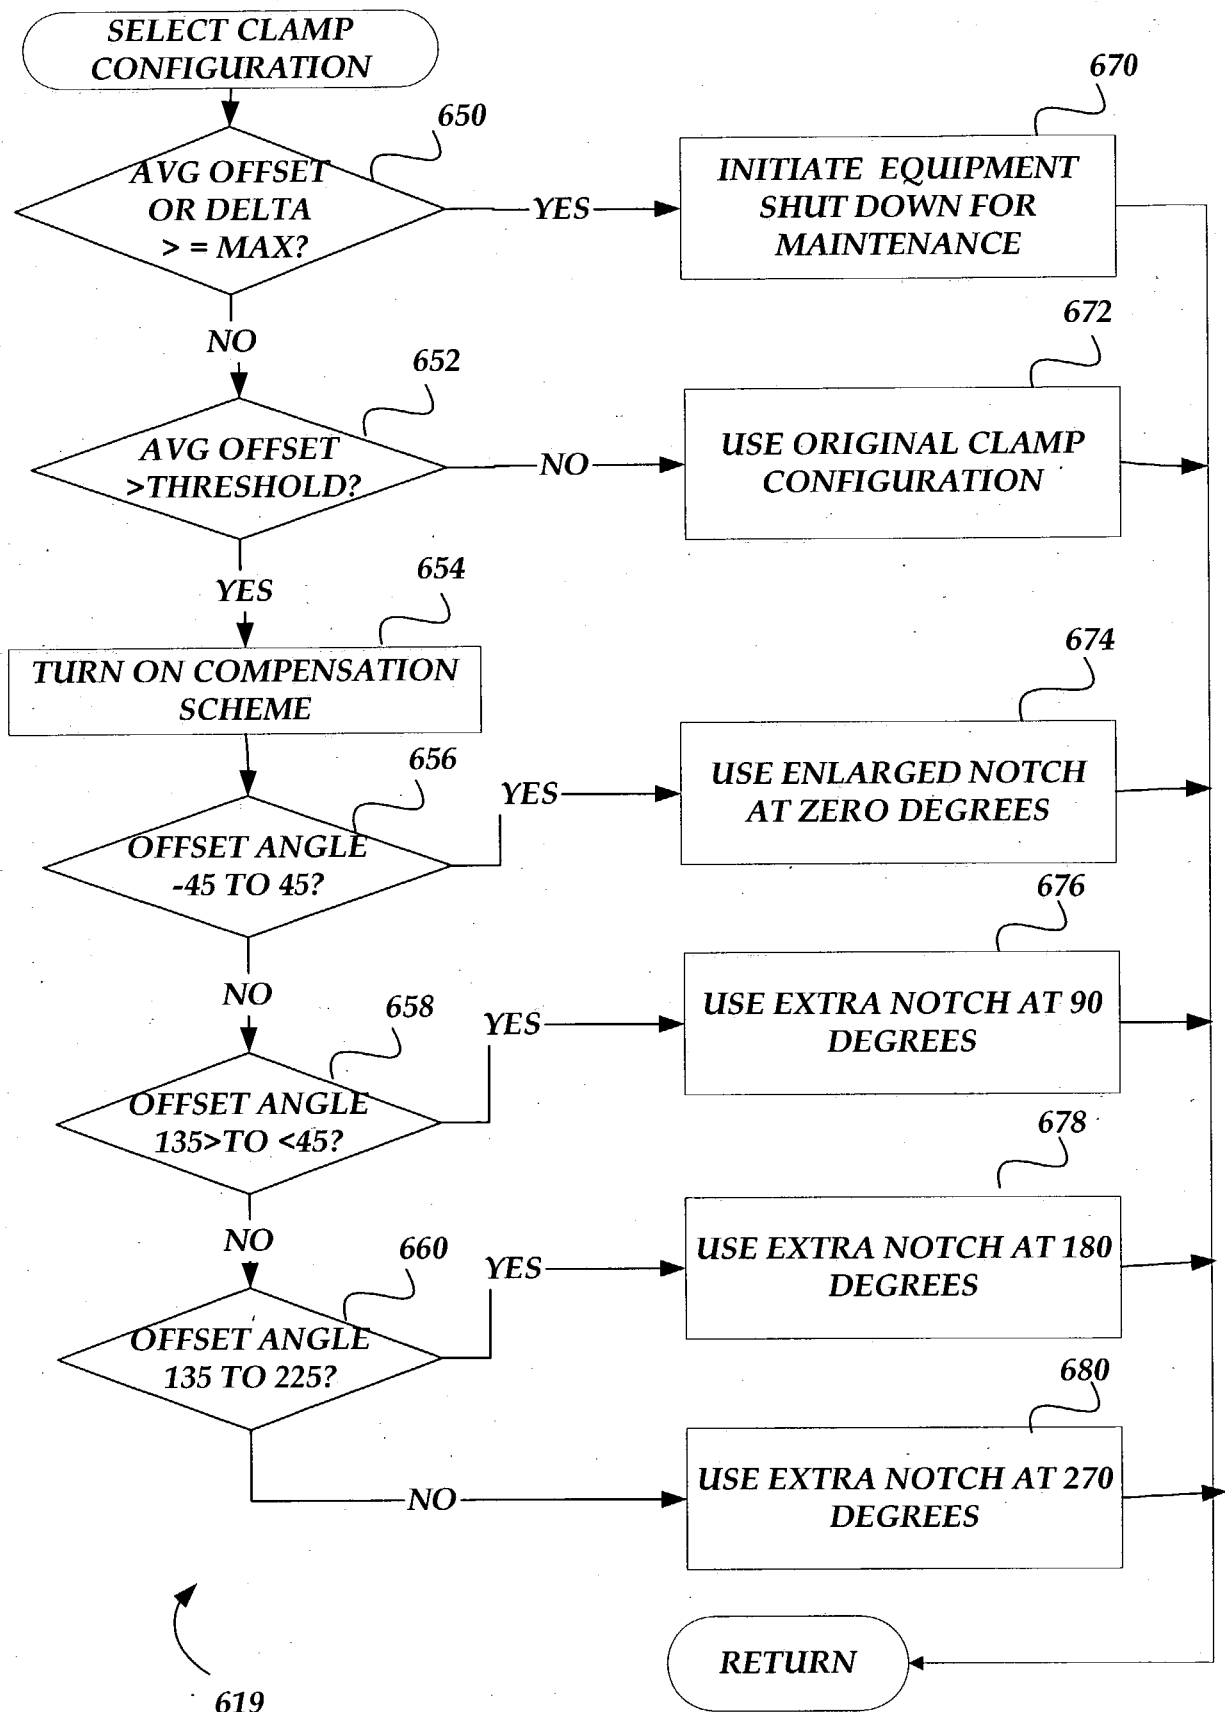 SELECT CLAMP
CONFIGURATION
650
AVG OFFSET
OR DELTA
> = MAX?
YES
670
INITIATE EQUIPMENT
SHUT DOWN FOR
MAINTENANCE
NO
652
AVG OFFSET
>THRESHOLD?
NO
672
USE ORIGINAL CLAMP
CONFIGURATION
YES
654
TURN ON COMPENSATION
SCHEME
656
OFFSET ANGLE
-45 TO 45?
YES
674
USE ENLARGED NOTCH
AT ZERO DEGREES
NO
658
OFFSET ANGLE
135>TO <45?
YES
676
USE EXTRA NOTCH AT 90
DEGREES
NO
660
OFFSET ANGLE
135 TO 225?
YES
678
USE EXTRA NOTCH AT 180
DEGREES
NO
680
USE EXTRA NOTCH AT 270
DEGREES
RETURN
619